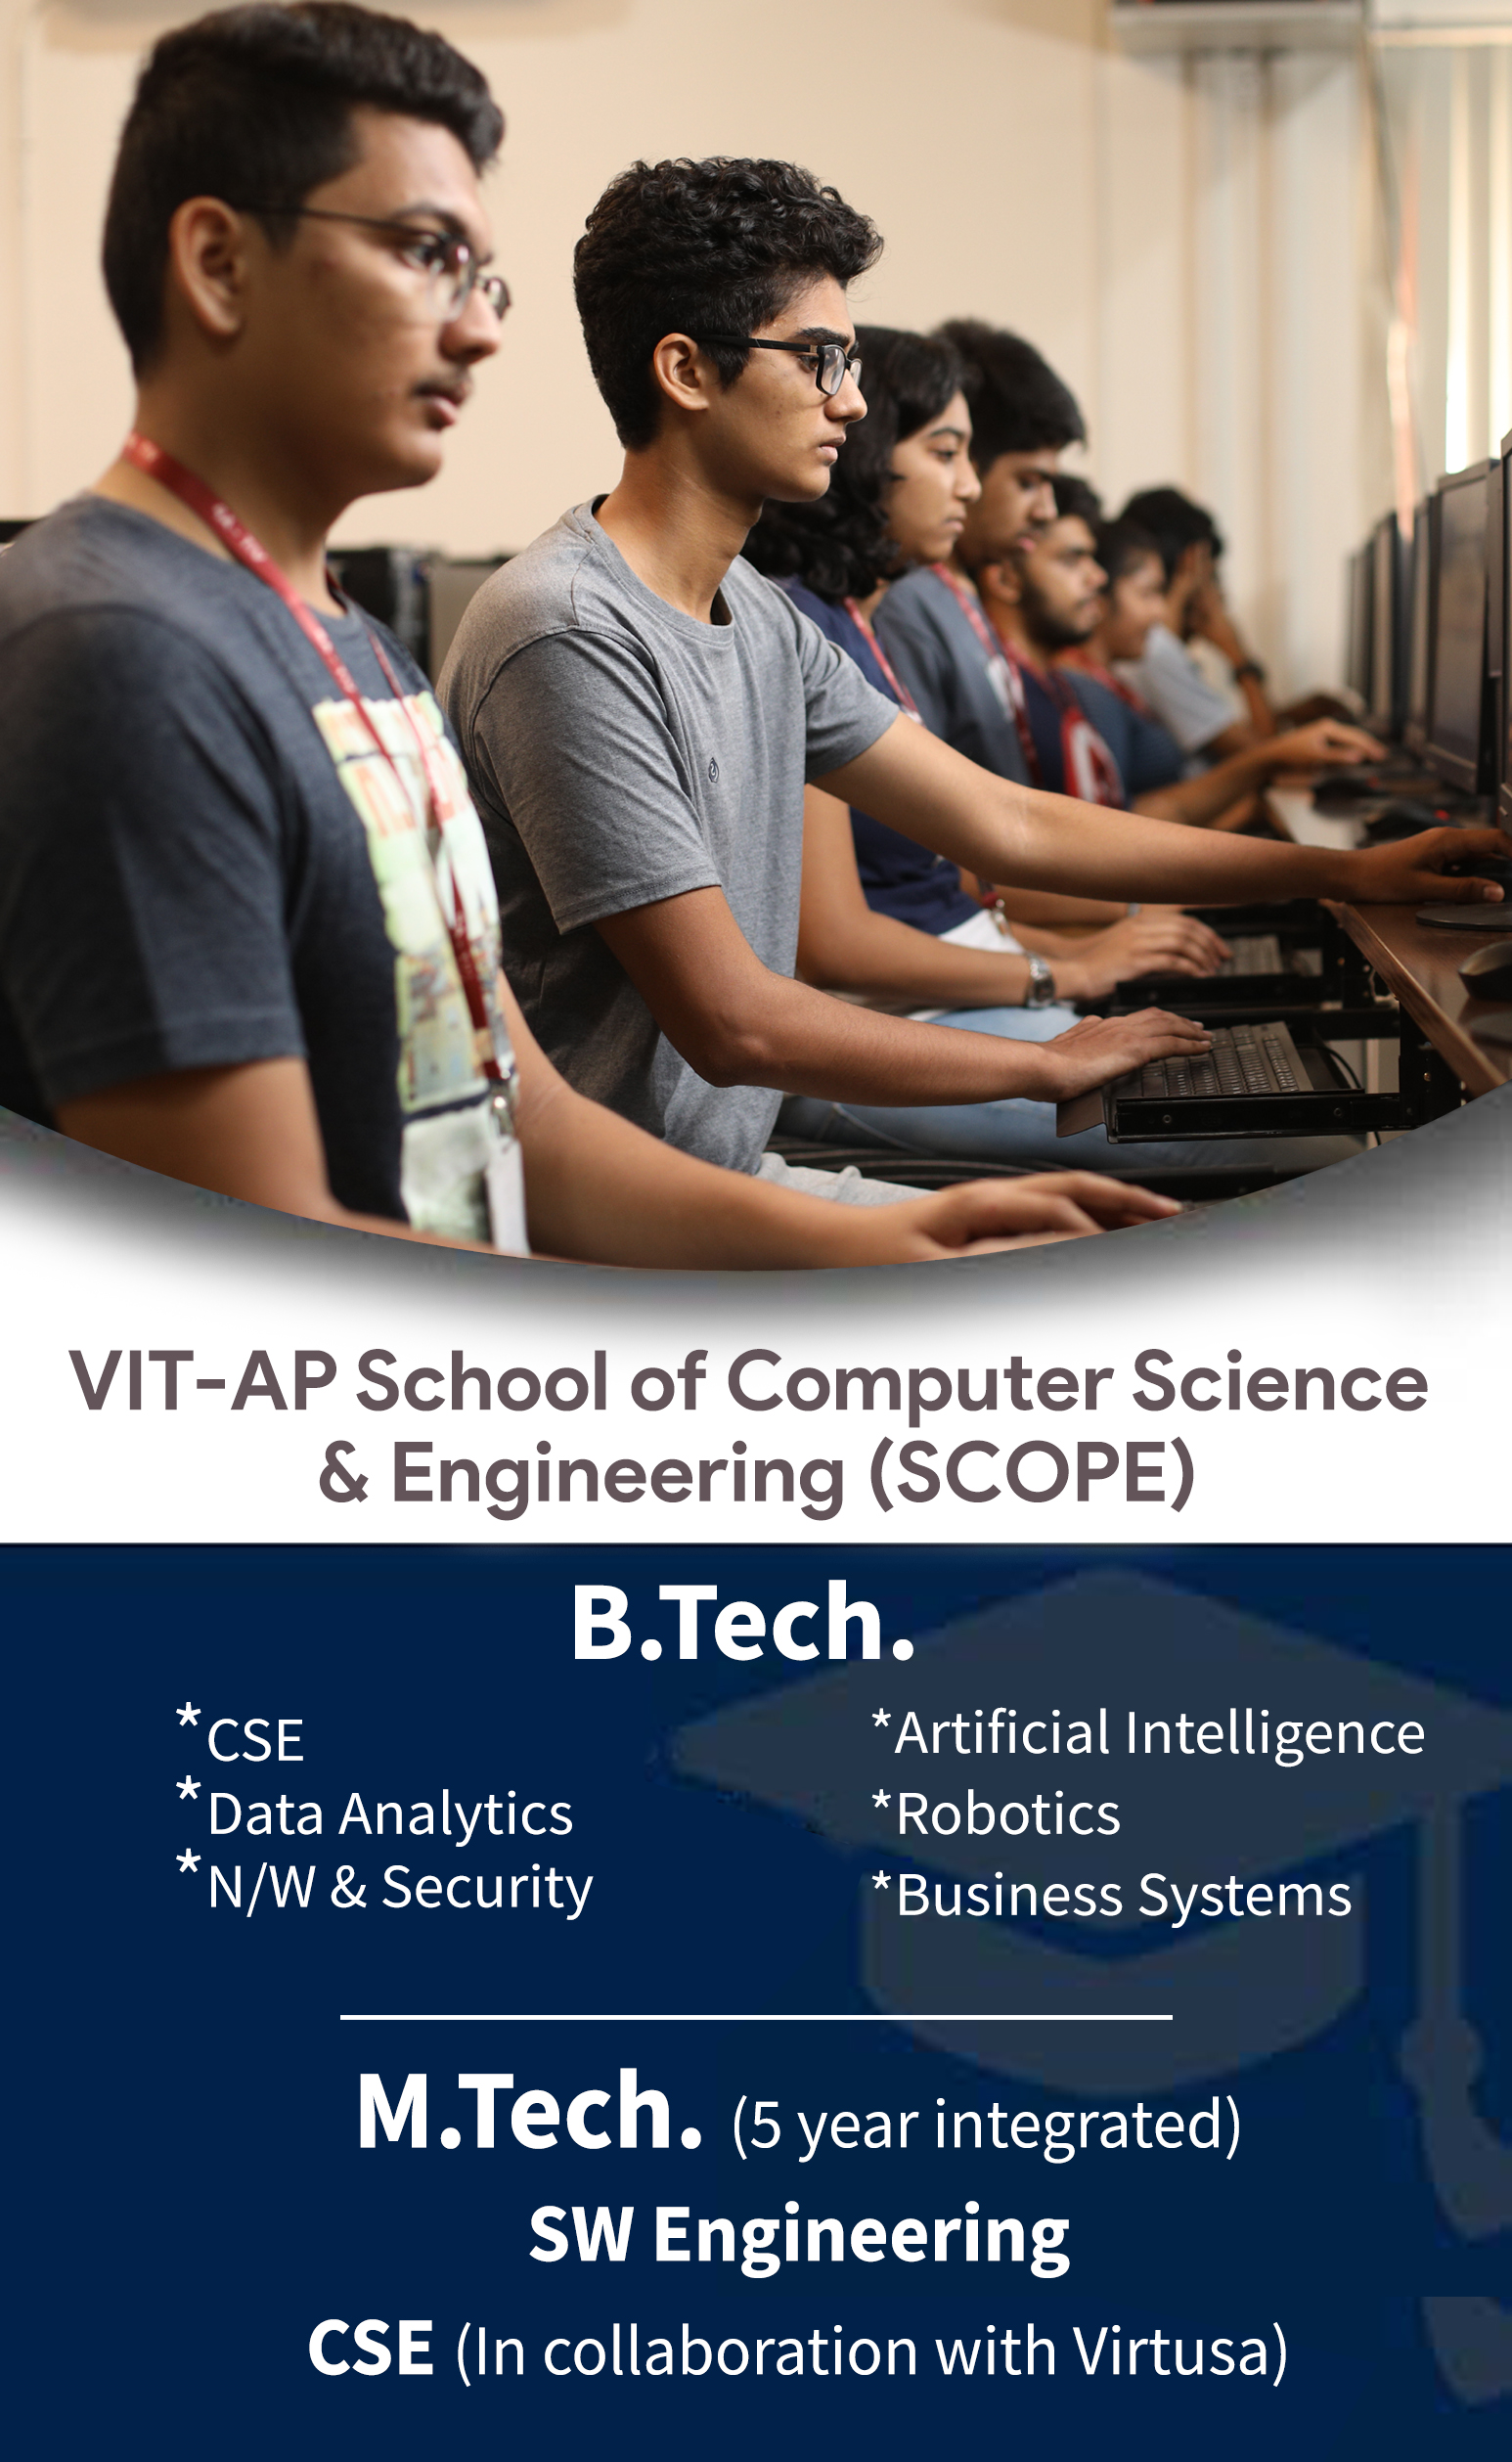 VIT-AP School of Computer Science
& Engineering (SCOPE)
B.Tech.
*CSE
*Data Analytics
*N/W & Security
*Artificial Intelligence
*Robotics
*Business Systems
M.Tech. (5 year integrated)
SW Engineering
CSE (In collaboration with Virtusa)